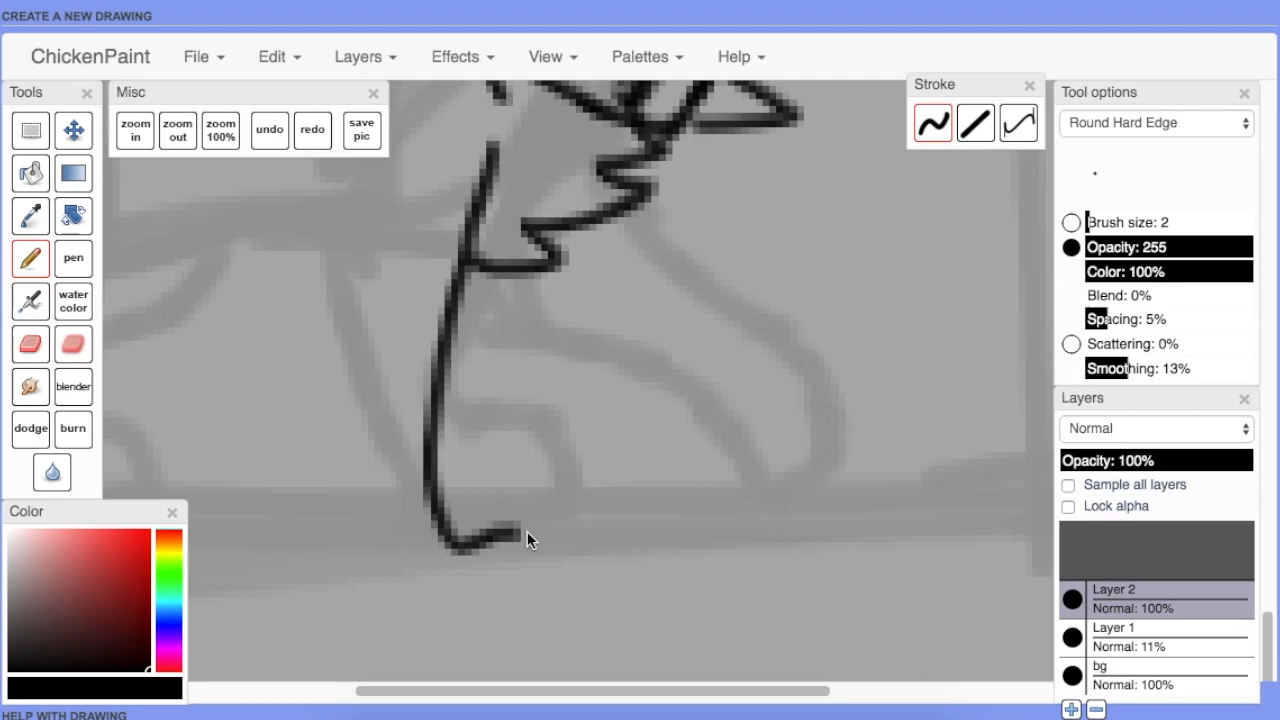 CREATE A NEW DRAWING
ChickenPaint File Edit Layers Effects View Palettes Help
Tools
Misc
zoom in zoom out zoom 100% undo redo save pic
Stroke
Tool options
Round Hard Edge
Brush size: 2
Opacity: 255
Color: 100%
Blend: 0%
Spacing: 5%
Scattering: 0%
Smoothing: 13%
pen
water color
blender
dodge burn
Layers
Normal
Opacity: 100%
Sample all layers
Lock alpha
Layer 2
Normal: 100%
Layer 1
Normal: 11%
bg
Normal: 100%
Color
HELP WITH DRAWING